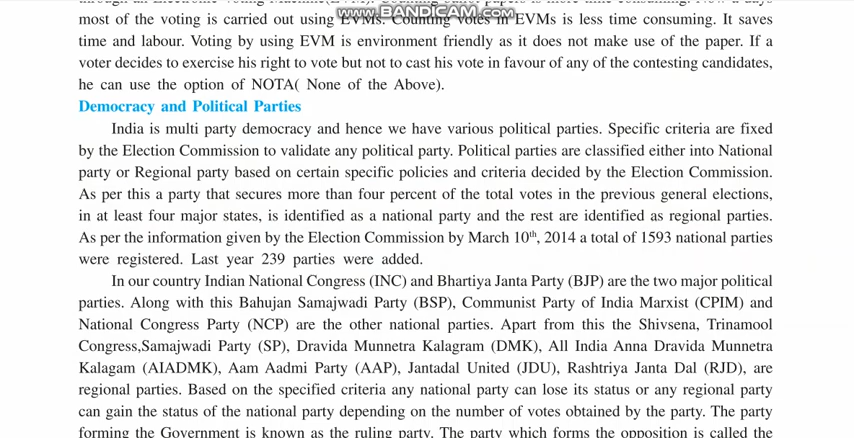 WWW.BANDICAM.COM
most of the voting is carried out using EVMs. Counting votes in EVMs is less time consuming. It saves
time and labour. Voting by using EVM is environment friendly as it does not make use of the paper. If a
voter decides to exercise his right to vote but not to cast his vote in favour of any of the contesting candidates,
he can use the option of NOTA( None of the Above).
Democracy and Political Parties
India is multi party democracy and hence we have various political parties. Specific criteria are fixed
by the Election Commission to validate any political party. Political parties are classified either into National
party or Regional party based on certain specific policies and criteria decided by the Election Commission.
As per this a party that secures more than four percent of the total votes in the previous general elections,
in at least four major states, is identified as a national party and the rest are identified as regional parties.
As per the information given by the Election Commission by March 10th, 2014 a total of 1593 national parties
were registered. Last year 239 parties were added.
In our country Indian National Congress (INC) and Bhartiya Janta Party (BJP) are the two major political
parties. Along with this Bahujan Samajwadi Party (BSP), Communist Party of India Marxist (CPIM) and
National Congress Party (NCP) are the other national parties. Apart from this the Shivsena, Trinamool
Congress,Samajwadi Party (SP), Dravida Munnetra Kalagram (DMK), All India Anna Dravida Munnetra
Kalagam (AIADMK), Aam Aadmi Party (AAP), Jantadal United (JDU), Rashtriya Janta Dal (RJD), are
regional parties. Based on the specified criteria any national party can lose its status or any regional party
can gain the status of the national party depending on the number of votes obtained by the party. The party
forming the Government is known as the ruling party. The party which forms the opposition is called the